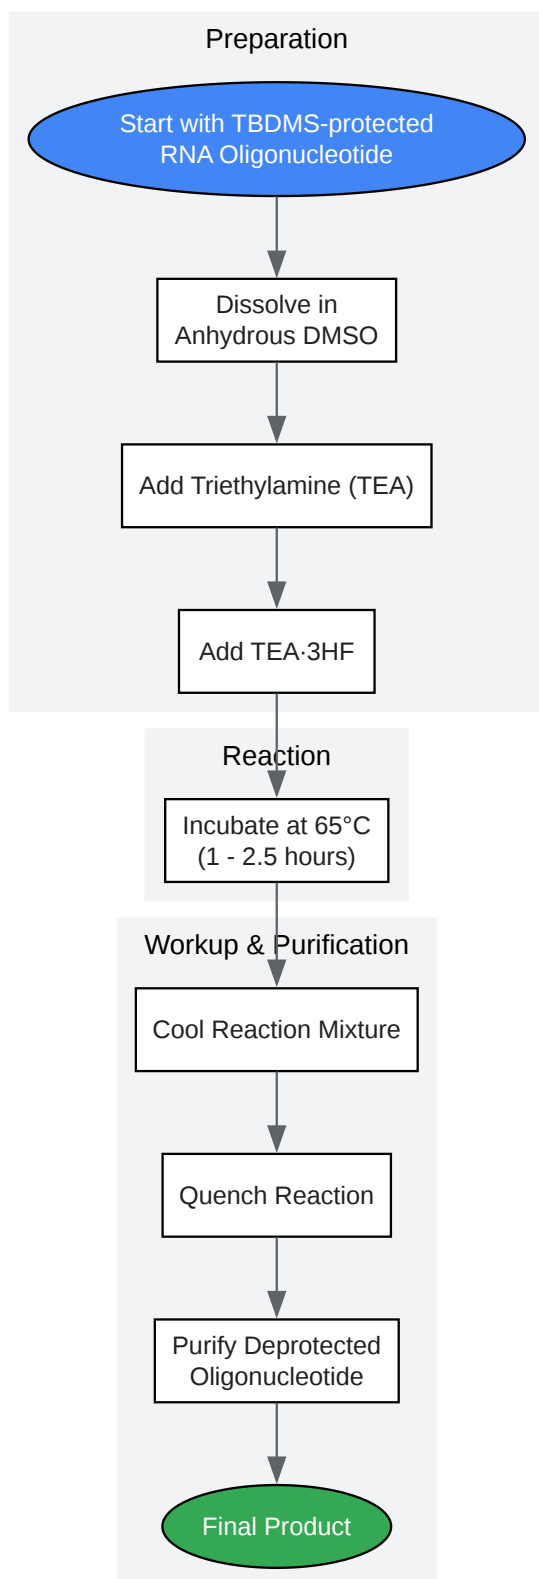 Preparation
Start with TBDMS-protected
RNA Oligonucleotide
Dissolve in
Anhydrous DMSO
Add Triethylamine (TEA)
Add TEA·3HF
Reaction
Incubate at 65°C
(1 - 2.5 hours)
Workup & Purification
Cool Reaction Mixture
Quench Reaction
Purify Deprotected
Oligonucleotide
Final Product